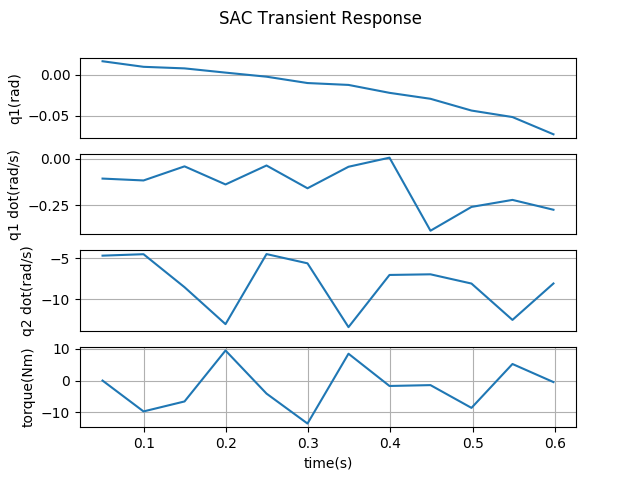 SAC Transient Response
q1(rad)
0.00
−0.05
q1 dot(rad/s)
0.00
−0.25
q2 dot(rad/s)
−5
−10
torque(Nm)
10
0
−10
0.1 0.2 0.3 0.4 0.5 0.6
time(s)